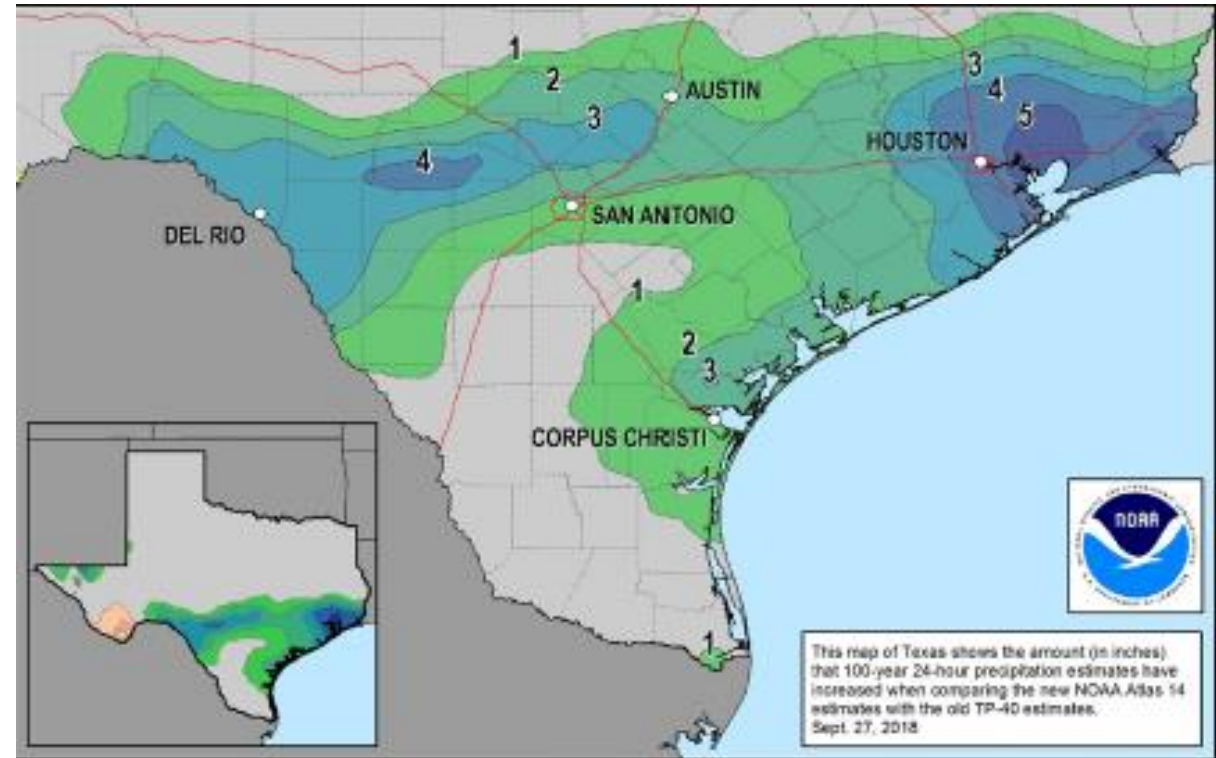 1
2
AUSTIN
3
3
4
5
HOUSTON
4
SAN ANTONIO
DEL RIO
1
2
3
CORPUS CHRISTI
NOAA
1
This map of Texas shows the amount (in inches)
that 100-year 24-hour precipitation estimates have
increased when comparing the new NOAA Atlas 14
estimates with the old TP-40 estimates.
Sept. 27, 2018